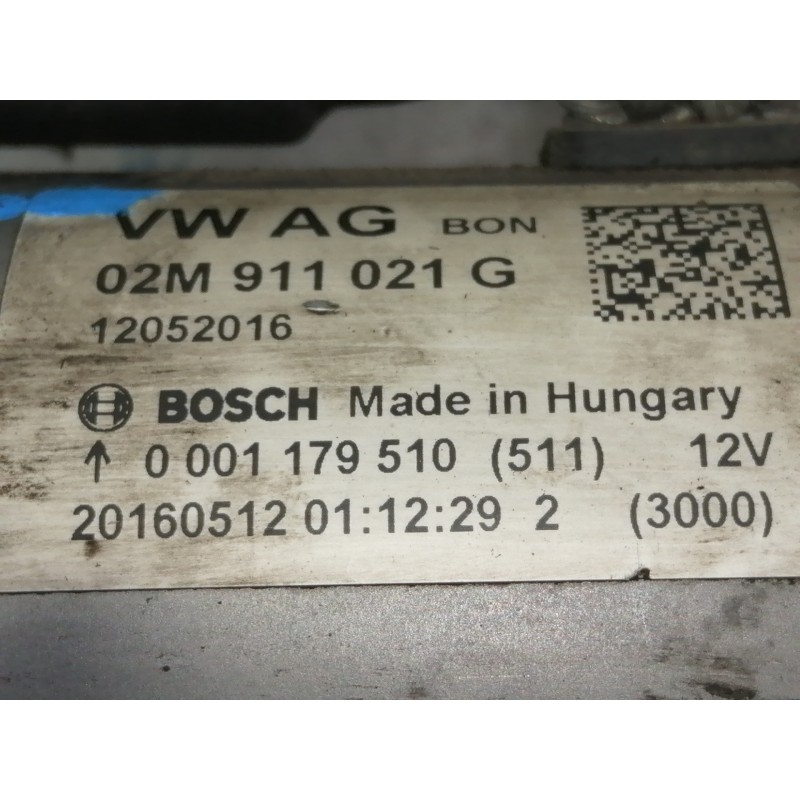 VW AG BON
02M 911 021 G
12052016
BOSCH Made in Hungary
↑ 0 001 179 510 (511) 12V
20160512 01:12:29 2 (3000)